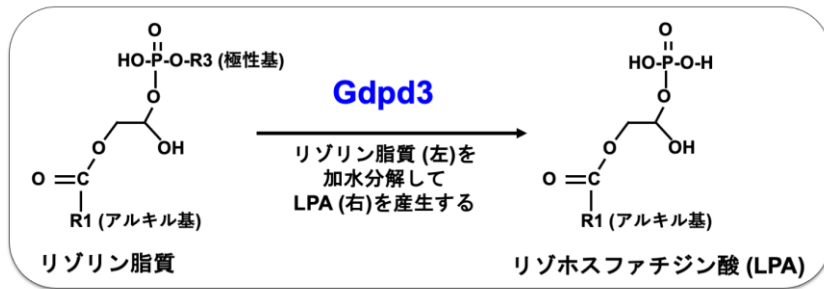 O
HO-P-O-R3 (極性基)
O
O
OH
O
C
R1 (アルキル基)
リゾリン脂質
Gdpd3
リゾリン脂質 (左)を
加水分解して
LPA (右)を産生する
O
HO-P-O-H
O
O
OH
O
C
R1 (アルキル基)
リゾホスファチジン酸 (LPA)